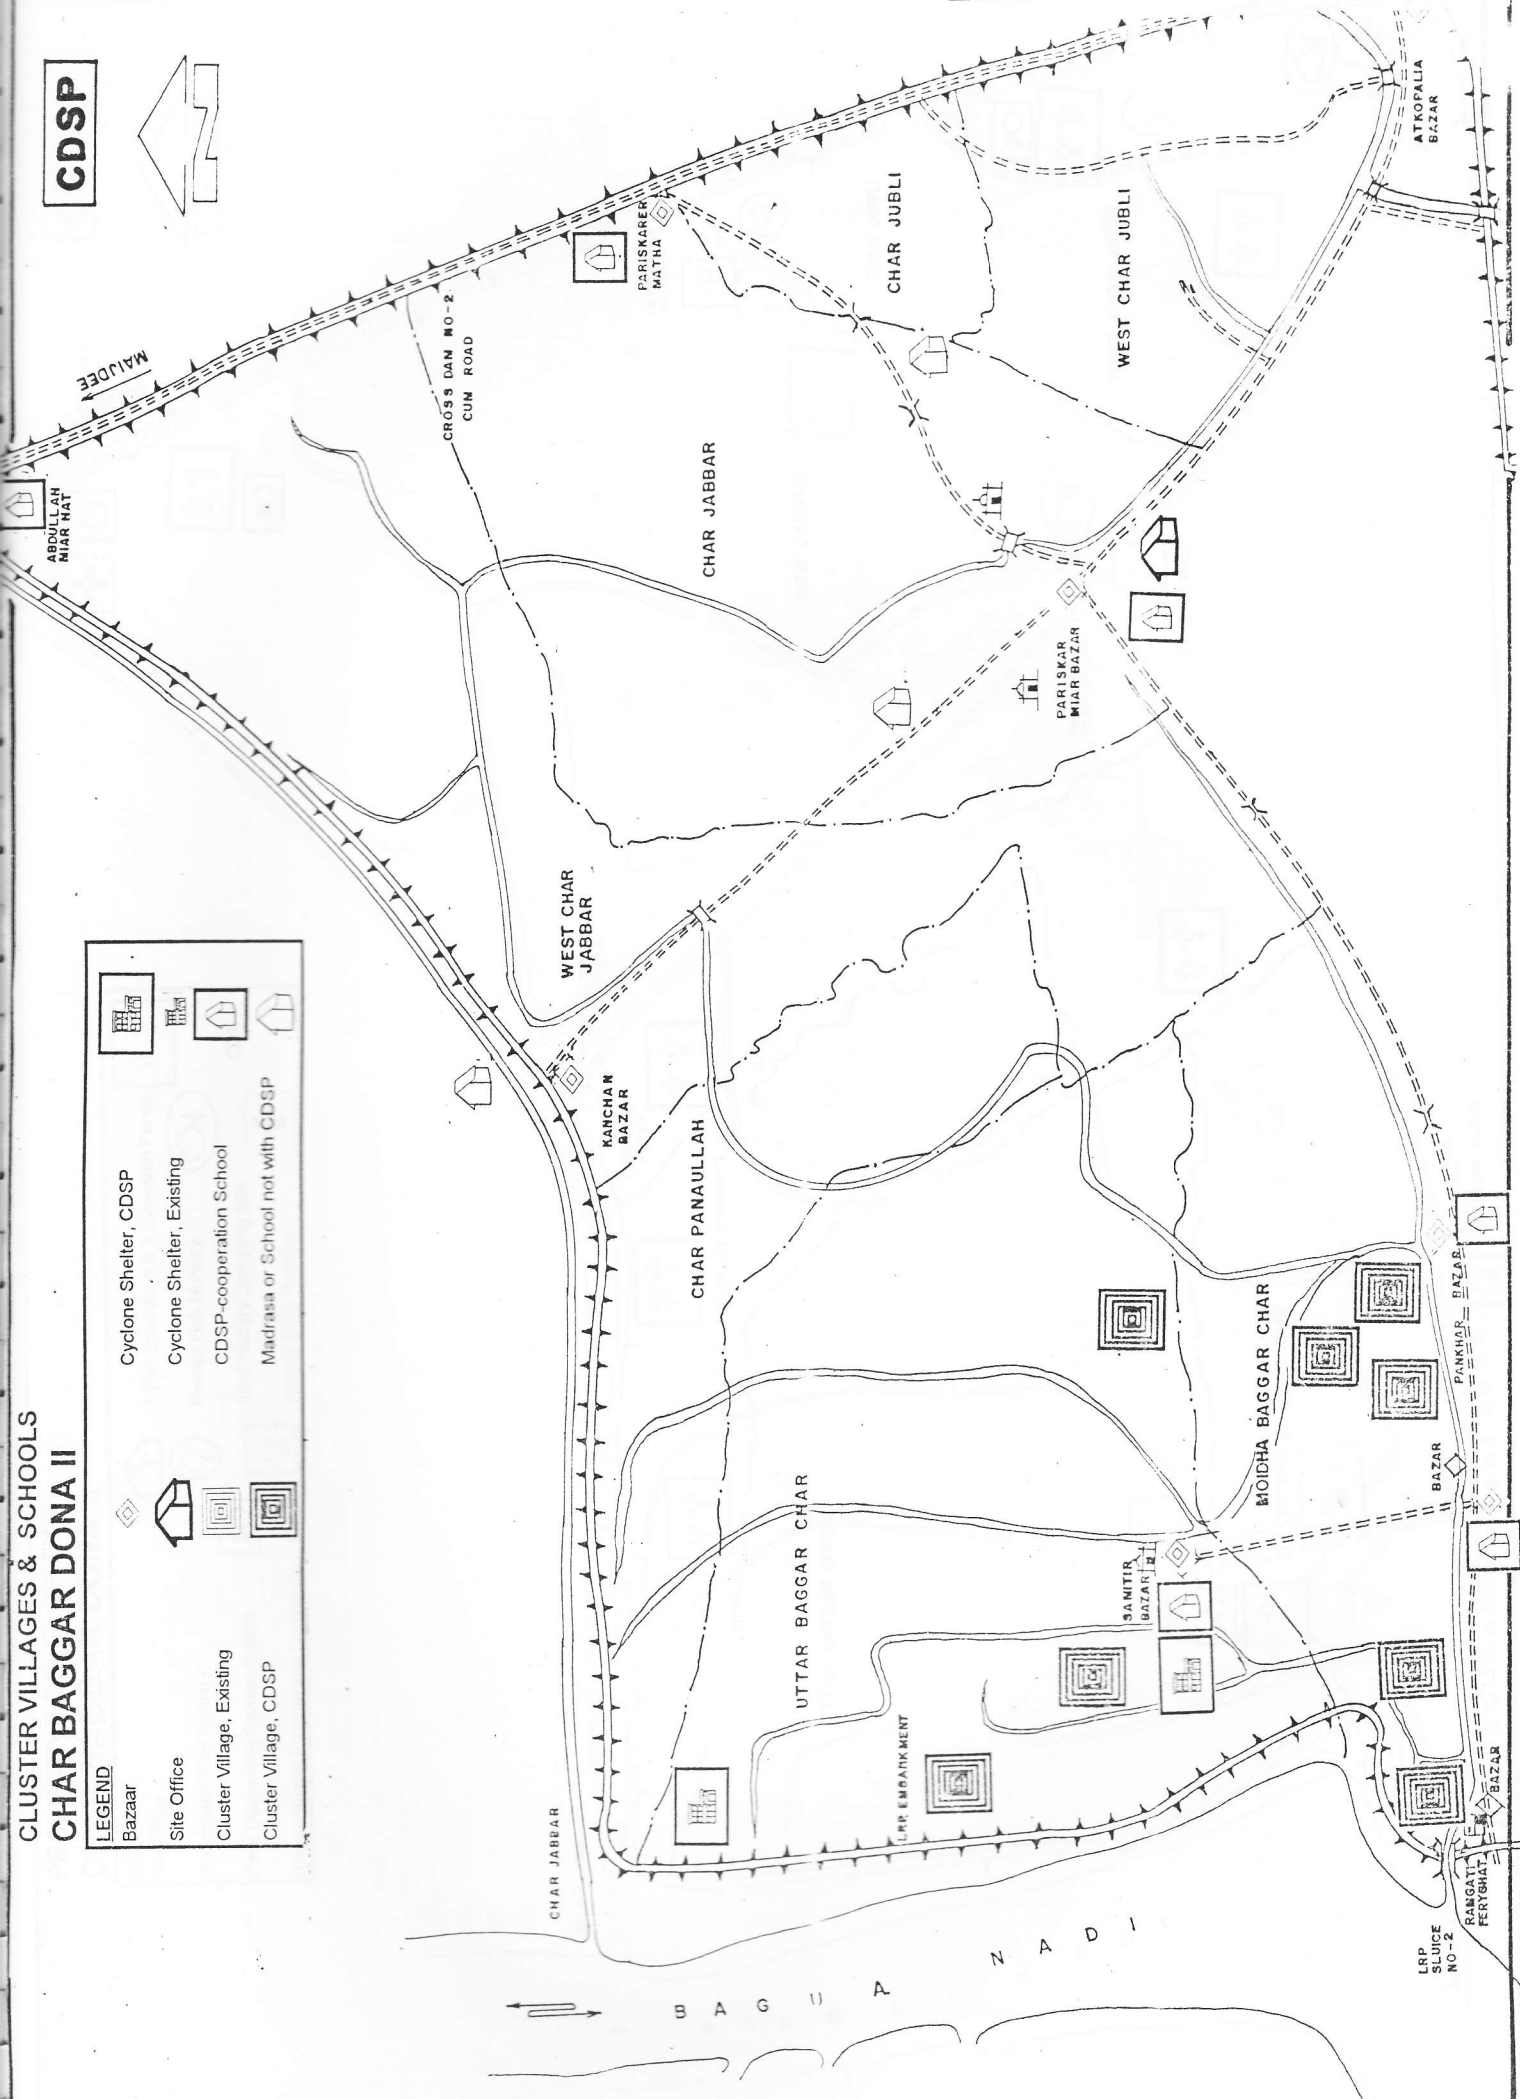 CLUSTER VILLAGES & SCHOOLS
CHAR BAGGAR DONA II
CDSP
LEGEND
Bazaar
Site Office
Cluster Village, Existing
Cluster Village, CDSP
Cyclone Shelter, CDSP
Cyclone Shelter, Existing
CDSP-cooperation School
Madrasa or School not with CDSP
MAIJDEE
ABDULLAH
MIAR HAT
CROSS DAN NO-2
CUM ROAD
PARISKARER
MATHA
CHAR JUBLI
WEST CHAR JUBLI
ATKOPALIA
BAZAR
CHAR JABBAR
PARISKAR
MIAR BAZAR
WEST CHAR
JABBAR
KANCHAN
BAZAR
CHAR PANAULLAH
MOIDHA BAGGAR CHAR
PANKHAR BAZAR
BAZAR
UTTAR BAGGAR CHAR
SANITIR
BAZAR
LRP. EMBANKMENT
CHAR JABBAR
BAGUA NADI
BAZAR
RAMGATI
FERYGHAT
LRP
SLUICE
NO-2